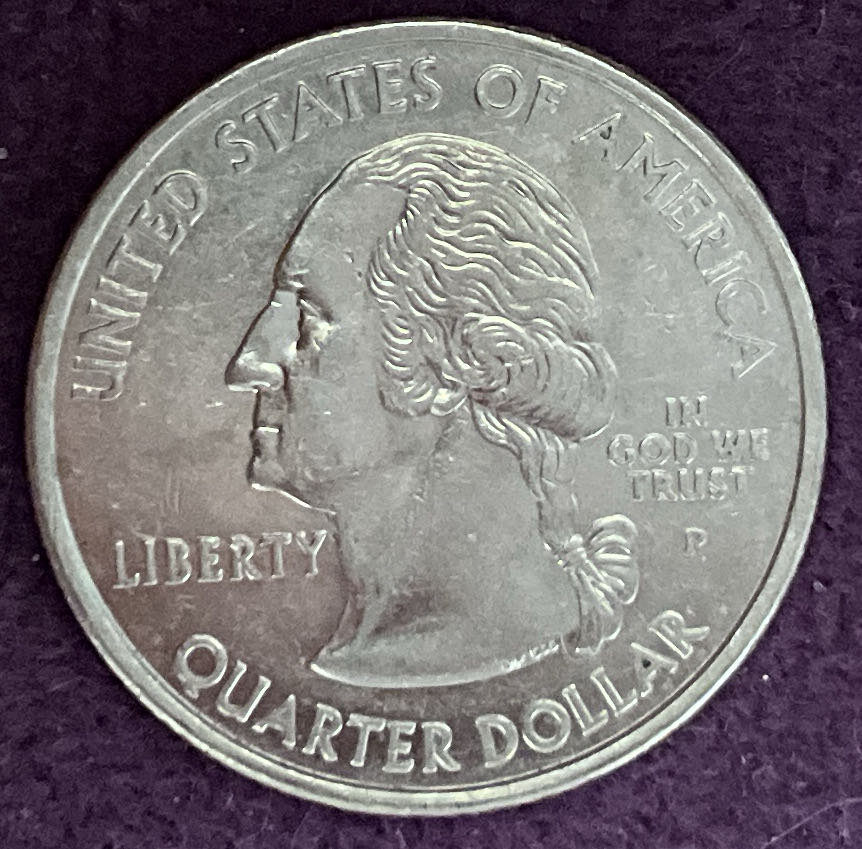 UNITED STATES OF AMERICA
IN
GOD WE
TRUST
LIBERTY
P
QUARTER DOLLAR